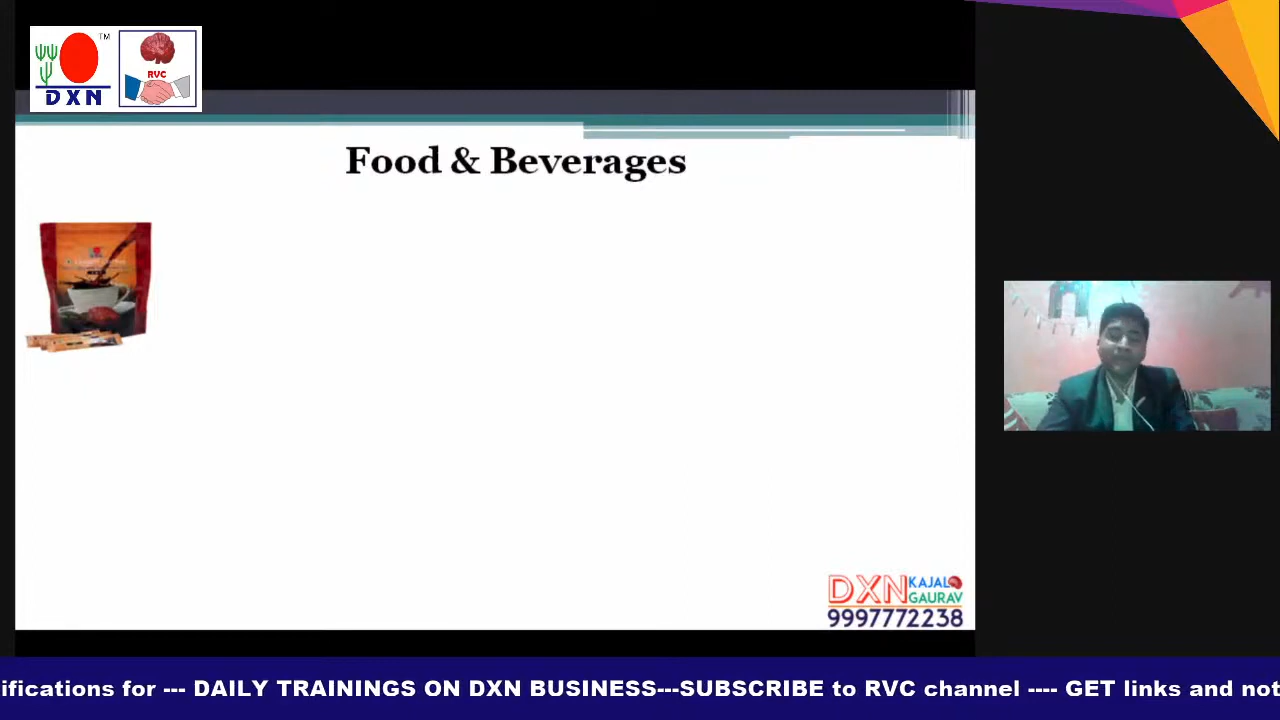 TM
DXN
RVC
Food & Beverages
DXN KAJAL
GAURAV
9997772238
ifications for --- DAILY TRAININGS ON DXN BUSINESS---SUBSCRIBE to RVC channel ---- GET links and not